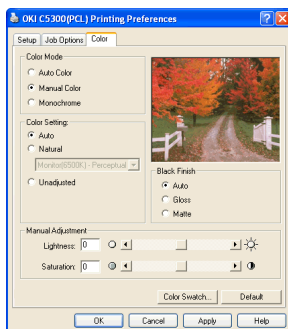 OKI C5300(PCL) Printing Preferences
Setup Job Options Color
Color Mode
Auto Color
Manual Color
Monochrome
Color Setting:
Auto
Natural
Monitor(6500K) - Perceptual
Unadjusted
Black Finish
Auto
Gloss
Matte
Manual Adjustment
Lightness: 0
Saturation: 0
Color Swatch... Default
OK Cancel Apply Help